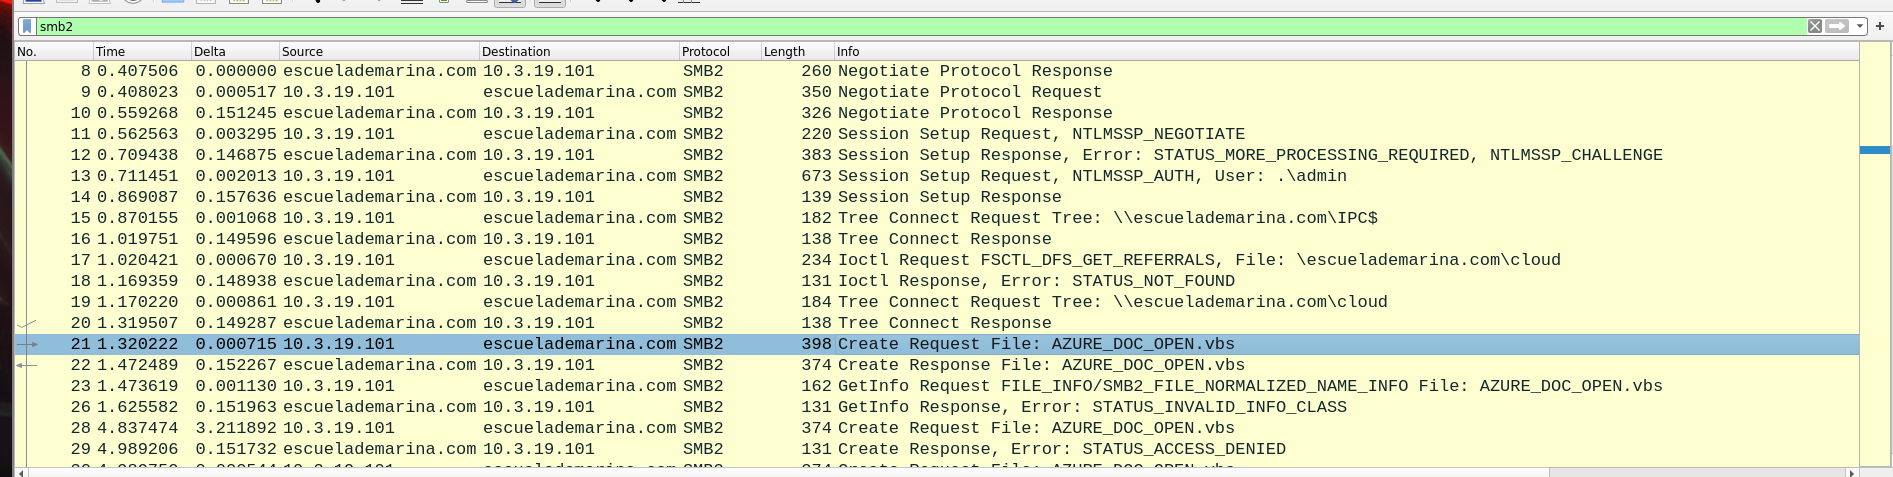 smb2
No. Time Delta Source Destination Protocol Length Info
8 0.407506 0.000000 escuelademarina.com 10.3.19.101 SMB2 260 Negotiate Protocol Response
9 0.408023 0.000517 10.3.19.101 escuelademarina.com SMB2 350 Negotiate Protocol Request
10 0.559268 0.151245 escuelademarina.com 10.3.19.101 SMB2 326 Negotiate Protocol Response
11 0.562563 0.003295 10.3.19.101 escuelademarina.com SMB2 220 Session Setup Request, NTLMSSP_NEGOTIATE
12 0.709438 0.146875 escuelademarina.com 10.3.19.101 SMB2 383 Session Setup Response, Error: STATUS_MORE_PROCESSING_REQUIRED, NTLMSSP_CHALLENGE
13 0.711451 0.002013 10.3.19.101 escuelademarina.com SMB2 673 Session Setup Request, NTLMSSP_AUTH, User: .\admin
14 0.869087 0.157636 escuelademarina.com 10.3.19.101 SMB2 139 Session Setup Response
15 0.870155 0.001068 10.3.19.101 escuelademarina.com SMB2 182 Tree Connect Request Tree: \\escuelademarina.com\IPC$
16 1.019751 0.149596 escuelademarina.com 10.3.19.101 SMB2 138 Tree Connect Response
17 1.020421 0.000670 10.3.19.101 escuelademarina.com SMB2 234 Ioctl Request FSCTL_DFS_GET_REFERRALS, File: \escuelademarina.com\cloud
18 1.169359 0.148938 escuelademarina.com 10.3.19.101 SMB2 131 Ioctl Response, Error: STATUS_NOT_FOUND
19 1.170220 0.000861 10.3.19.101 escuelademarina.com SMB2 184 Tree Connect Request Tree: \\escuelademarina.com\cloud
20 1.319507 0.149287 escuelademarina.com 10.3.19.101 SMB2 138 Tree Connect Response
21 1.320222 0.000715 10.3.19.101 escuelademarina.com SMB2 398 Create Request File: AZURE_DOC_OPEN.vbs
22 1.472489 0.152267 escuelademarina.com 10.3.19.101 SMB2 374 Create Response File: AZURE_DOC_OPEN.vbs
23 1.473619 0.001130 10.3.19.101 escuelademarina.com SMB2 162 GetInfo Request FILE_INFO/SMB2_FILE_NORMALIZED_NAME_INFO File: AZURE_DOC_OPEN.vbs
26 1.625582 0.151963 escuelademarina.com 10.3.19.101 SMB2 131 GetInfo Response, Error: STATUS_INVALID_INFO_CLASS
28 4.837474 3.211892 10.3.19.101 escuelademarina.com SMB2 374 Create Request File: AZURE_DOC_OPEN.vbs
29 4.989206 0.151732 escuelademarina.com 10.3.19.101 SMB2 131 Create Response, Error: STATUS_ACCESS_DENIED